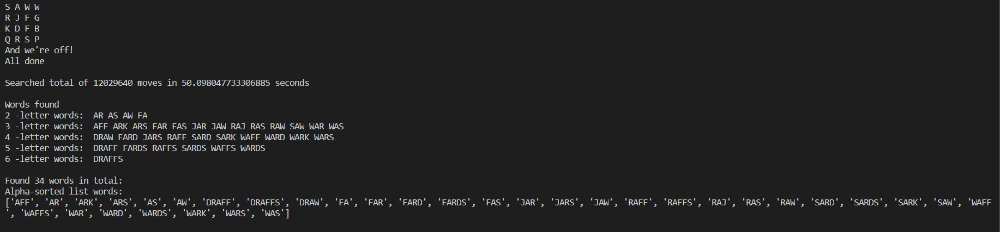 S A W W
R J F G
K D F B
Q R S P
And we're off!
All done
Searched total of 12029640 moves in 50.098047733306885 seconds
Words found
2 -letter words:  AR AS AW FA
3 -letter words:  AFF ARK ARS FAR FAS JAR JAW RAJ RAS RAW SAW WAR WAS
4 -letter words:  DRAW FARD JARS RAFF SARD SARK WAFF WARD WARK WARS
5 -letter words:  DRAFF FARDS RAFFS SARDS WAFFS WARDS
6 -letter words:  DRAFFS
Found 34 words in total:
Alpha-sorted list words:
['AFF', 'AR', 'ARK', 'ARS', 'AS', 'AW', 'DRAFF', 'DRAFFS', 'DRAW', 'FA', 'FAR', 'FARD', 'FARDS', 'FAS', 'JAR', 'JARS', 'JAW', 'RAFF', 'RAFFS', 'RAJ', 'RAS', 'RAW', 'SARD', 'SARDS', 'SARK', 'SAW', 'WAFF
', 'WAFFS', 'WAR', 'WARD', 'WARDS', 'WARK', 'WARS', 'WAS']